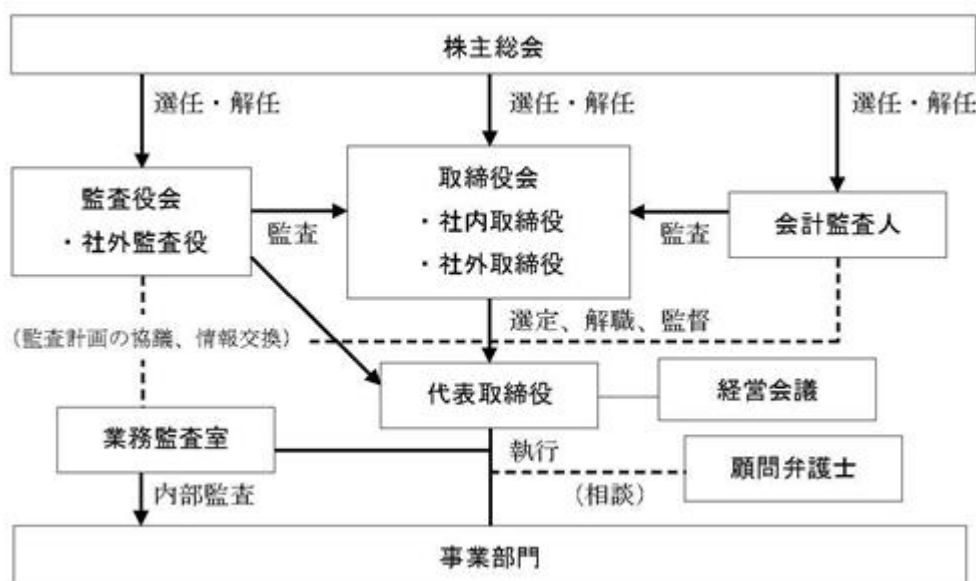 株主総会
選任・解任
選任・解任
選任・解任
監査役会
・社外監査役
監査
取締役会
・社内取締役
・社外取締役
監査
会計監査人
選定、解職、監督
(監査計画の協議、情報交換)
代表取締役
経営会議
業務監査室
執行
顧問弁護士
(相談)
内部監査
事業部門